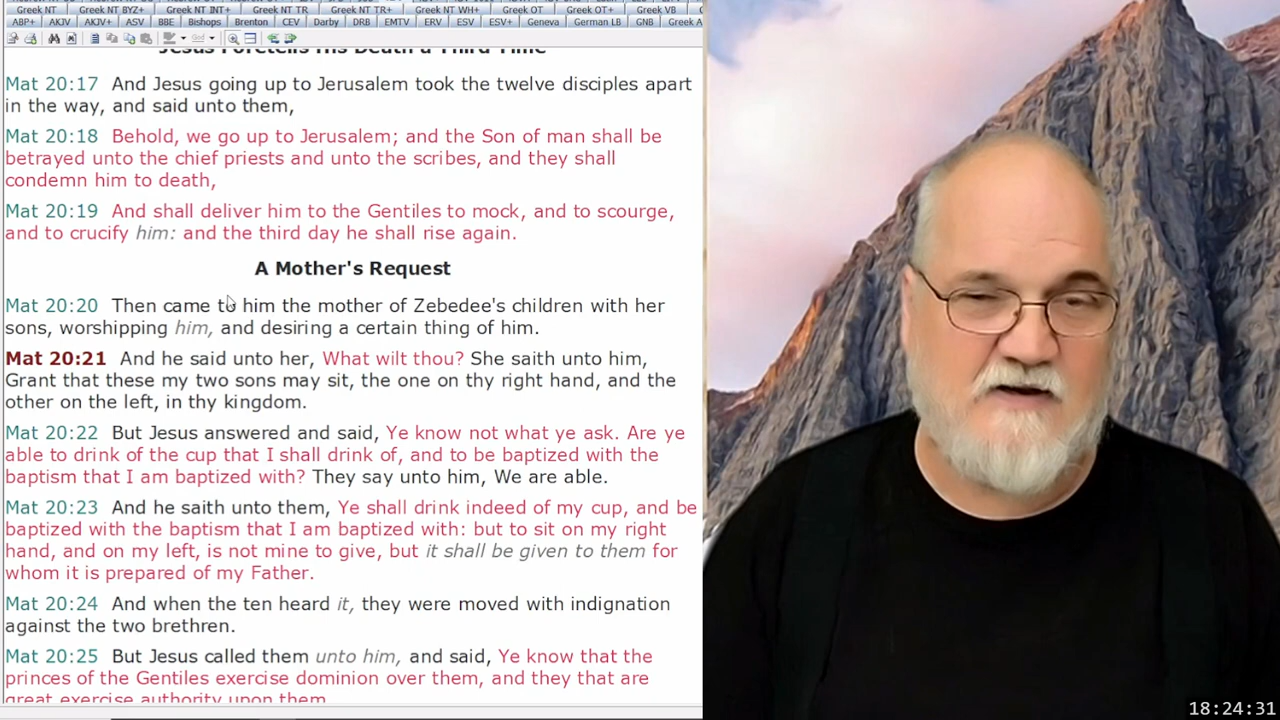 Greek NT Greek NT BYZ+ Greek NT INT+ Greek NT TR Greek NT TR+ Greek NT WH+ Greek OT Greek OT+ Greek VB
ABP+ AKJV AKJV+ ASV BBE Bishops Brenton CEV Darby DRB EMTV ERV ESV ESV+ Geneva German LB GNB Greek A
Jesus Foretells His Death a Third Time
Mat 20:17 And Jesus going up to Jerusalem took the twelve disciples apart
in the way, and said unto them,
Mat 20:18 Behold, we go up to Jerusalem; and the Son of man shall be
betrayed unto the chief priests and unto the scribes, and they shall
condemn him to death,
Mat 20:19 And shall deliver him to the Gentiles to mock, and to scourge,
and to crucify him: and the third day he shall rise again.
A Mother's Request
Mat 20:20 Then came to him the mother of Zebedee's children with her
sons, worshipping him, and desiring a certain thing of him.
Mat 20:21 And he said unto her, What wilt thou? She saith unto him,
Grant that these my two sons may sit, the one on thy right hand, and the
other on the left, in thy kingdom.
Mat 20:22 But Jesus answered and said, Ye know not what ye ask. Are ye
able to drink of the cup that I shall drink of, and to be baptized with the
baptism that I am baptized with? They say unto him, We are able.
Mat 20:23 And he saith unto them, Ye shall drink indeed of my cup, and be
baptized with the baptism that I am baptized with: but to sit on my right
hand, and on my left, is not mine to give, but it shall be given to them for
whom it is prepared of my Father.
Mat 20:24 And when the ten heard it, they were moved with indignation
against the two brethren.
Mat 20:25 But Jesus called them unto him, and said, Ye know that the
princes of the Gentiles exercise dominion over them, and they that are
great exercise authority upon them
18:24:31